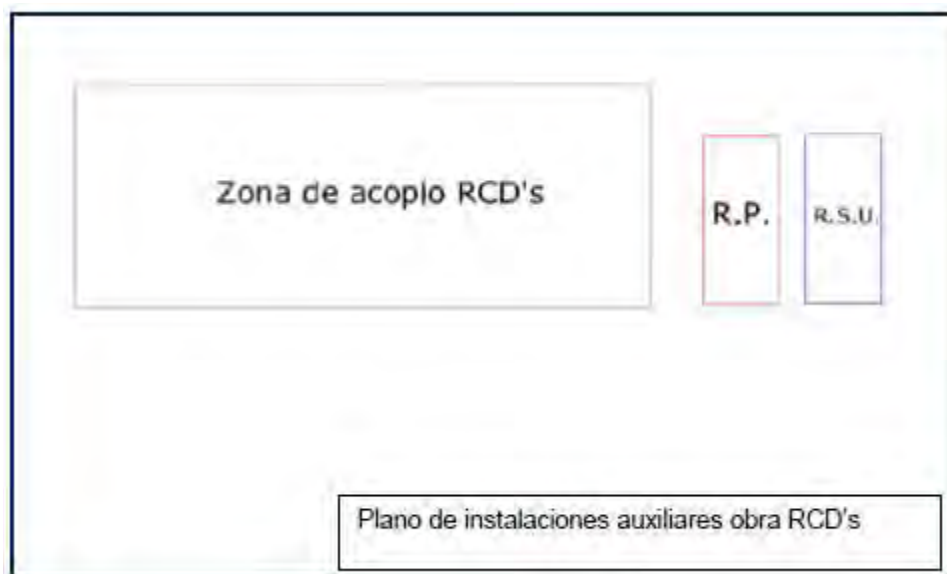 Zona de acopio RCD's
R.P.
R.S.U.
Plano de instalaciones auxiliares obra RCD's